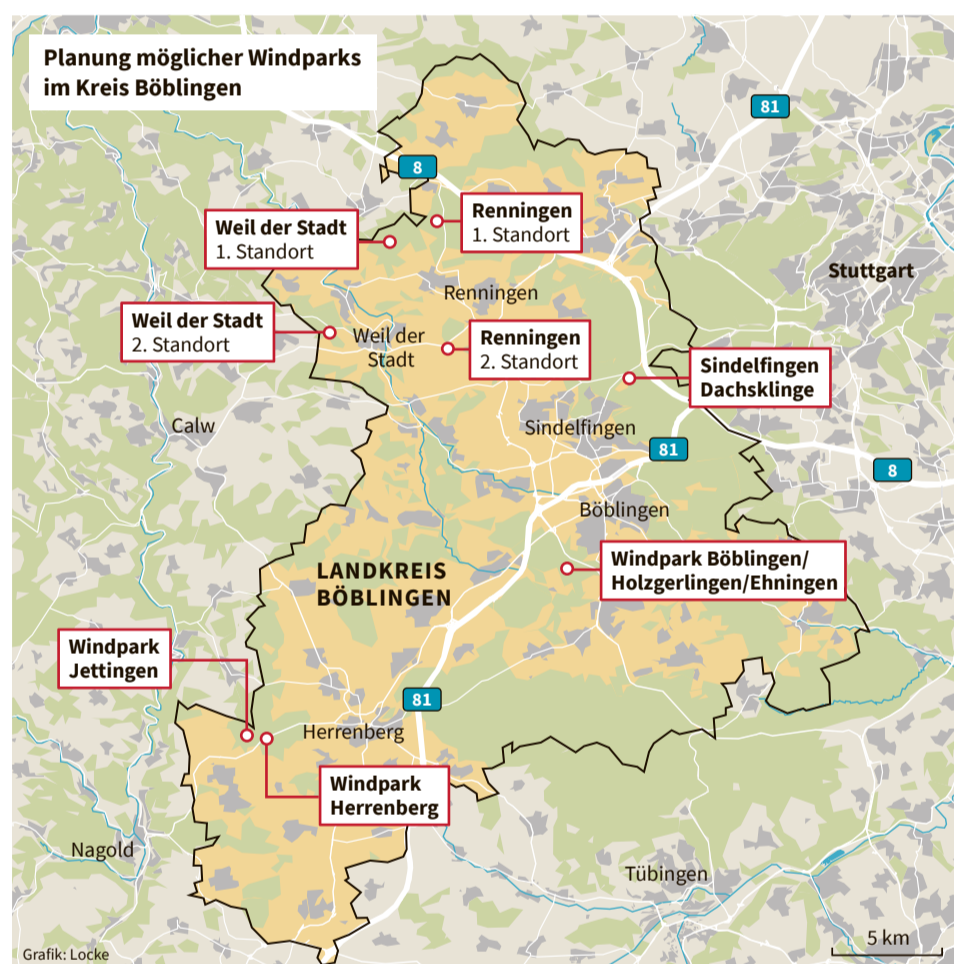 Planung möglicher Windparks
im Kreis Böblingen
81
8
Weil der Stadt
1. Standort
Renningen
1. Standort
Stuttgart
Renningen
Weil der Stadt
2. Standort
Weil der
Stadt
Renningen
2. Standort
Sindelfingen
Dachsklinge
Calw
Sindelfingen
81
8
Böblingen
Windpark Böblingen/
Holzgerlingen/Ehningen
LANDKREIS
BÖBLINGEN
Windpark
Jettingen
81
Herrenberg
Windpark
Herrenberg
Nagold
Tübingen
5 km
Grafik: Locke